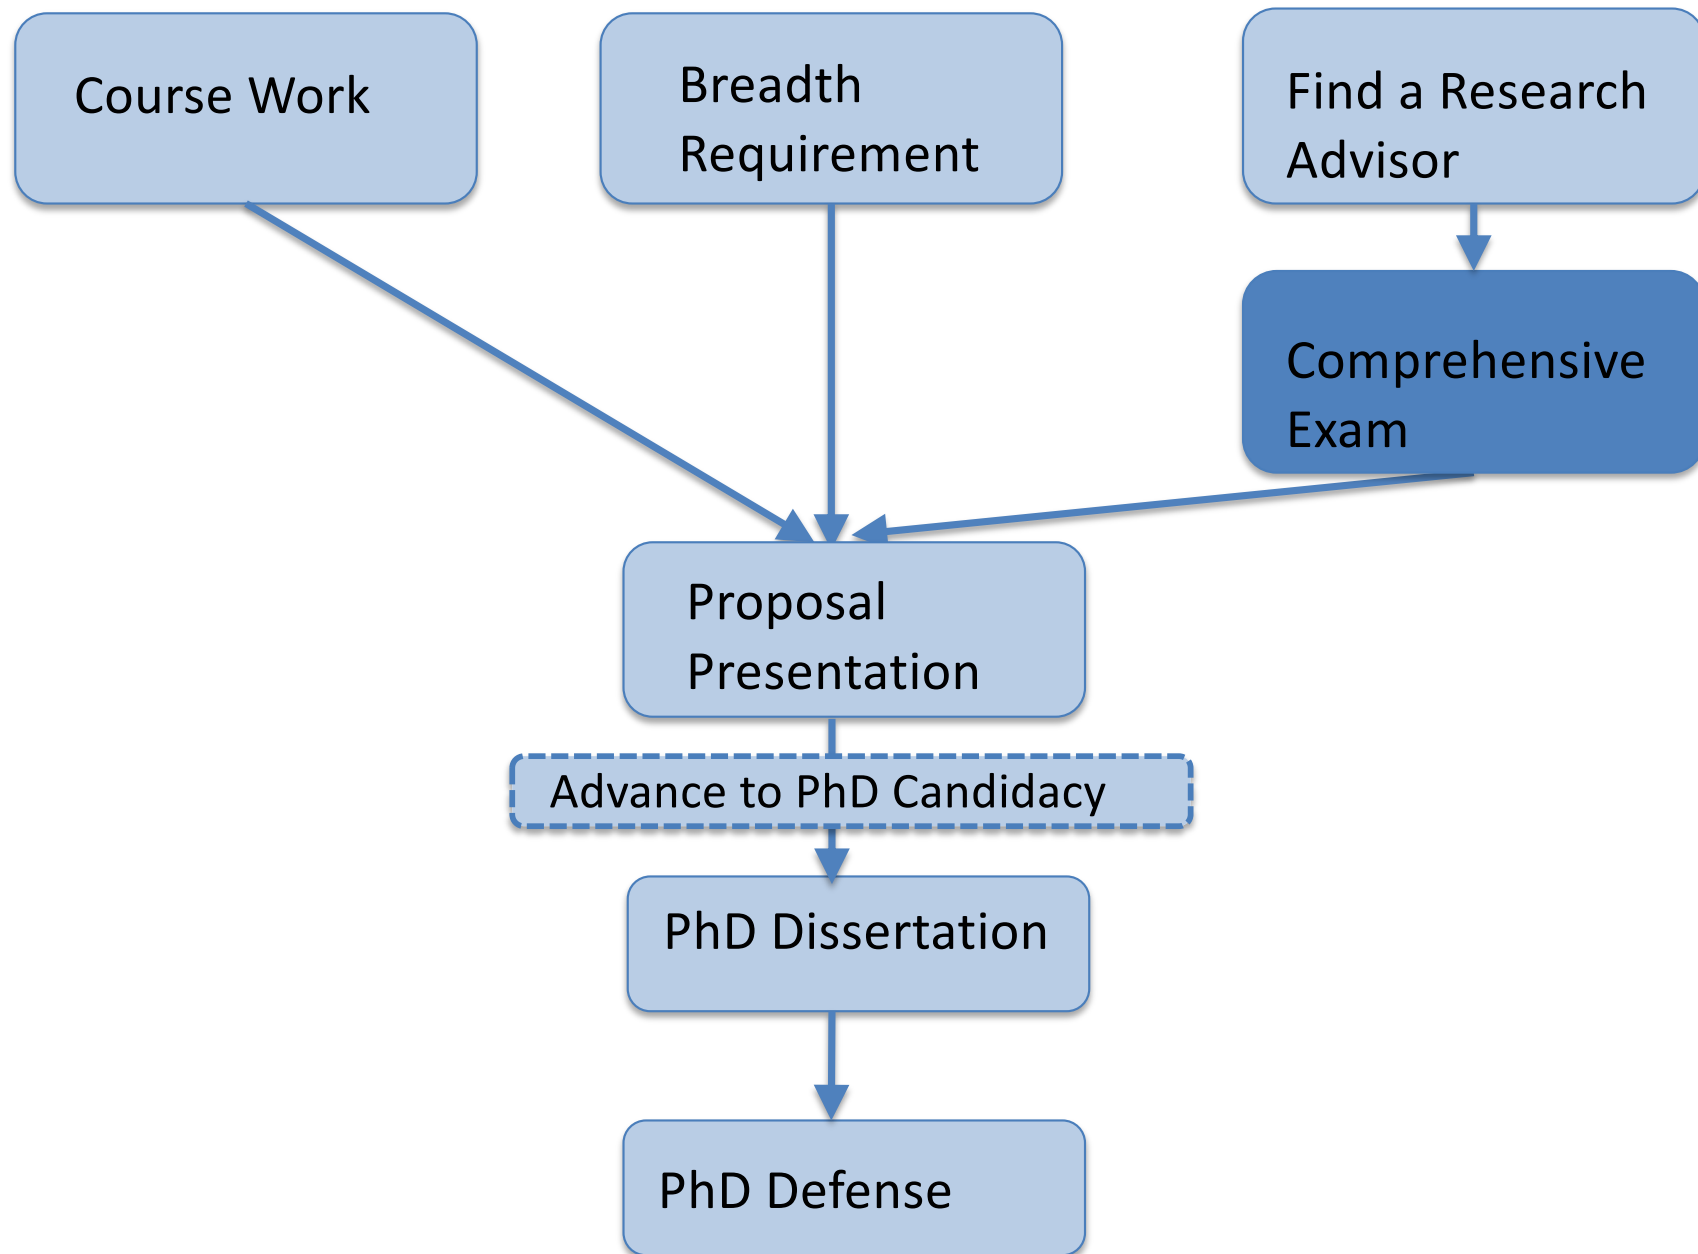 Course Work
Breadth
Requirement
Find a Research
Advisor
Comprehensive
Exam
Proposal
Presentation
Advance to PhD Candidacy
PhD Dissertation
PhD Defense